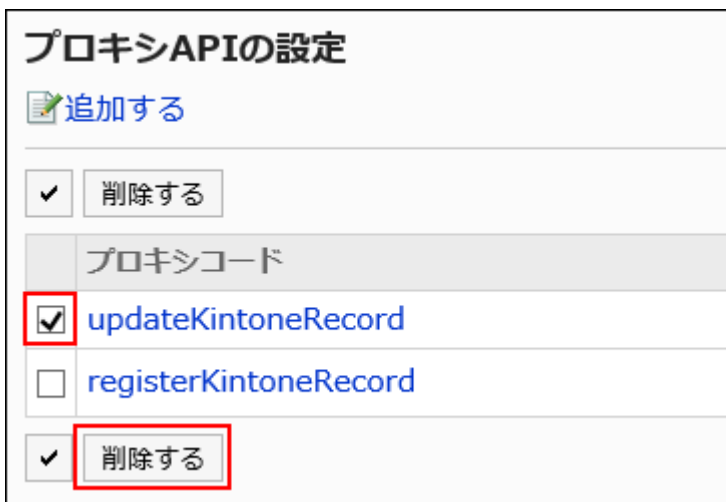 プロキシAPIの設定
追加する
削除する
プロキシコード
updateKintoneRecord
registerKintoneRecord
削除する